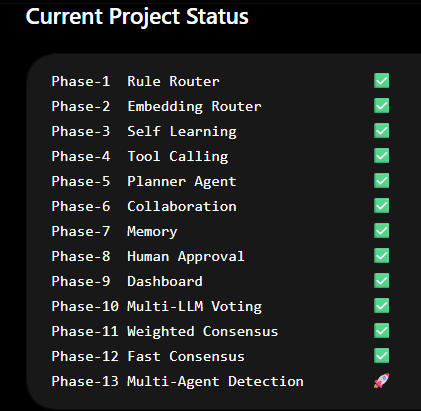 Current Project Status
Phase-1 Rule Router ✅
Phase-2 Embedding Router ✅
Phase-3 Self Learning ✅
Phase-4 Tool Calling ✅
Phase-5 Planner Agent ✅
Phase-6 Collaboration ✅
Phase-7 Memory ✅
Phase-8 Human Approval ✅
Phase-9 Dashboard ✅
Phase-10 Multi-LLM Voting ✅
Phase-11 Weighted Consensus ✅
Phase-12 Fast Consensus ✅
Phase-13 Multi-Agent Detection 🚀